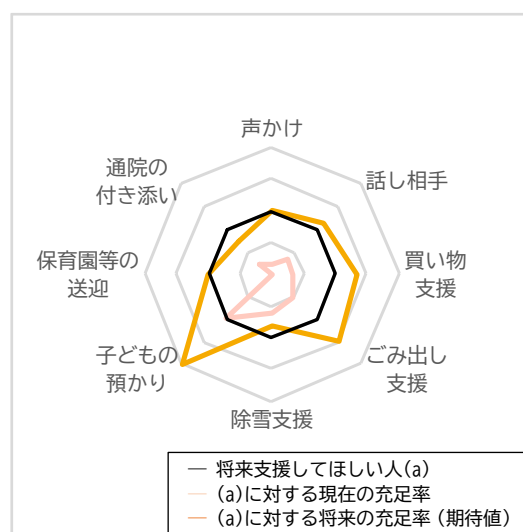 声かけ
話し相手
買い物
支援
ごみ出し
支援
除雪支援
子どもの
預かり
保育園等の
送迎
通院の
付き添い
将来支援してほしい人(a)
(a)に対する現在の充足率
(a)に対する将来の充足率 (期待値)